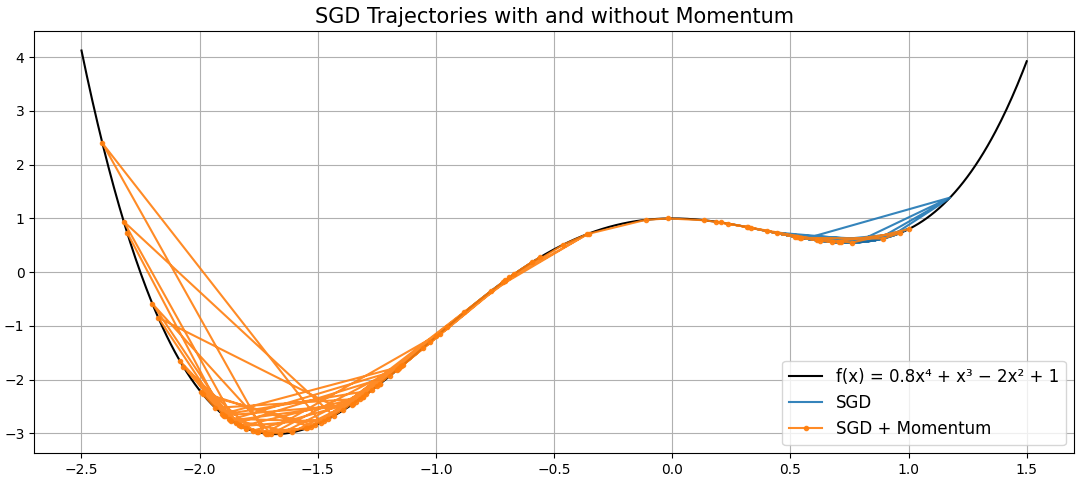 SGD Trajectories with and without Momentum
4
3
2
1
0
−1
−2
−3
f(x) = 0.8x⁴ + x³ − 2x² + 1
SGD
SGD + Momentum
−2.5 −2.0 −1.5 −1.0 −0.5 0.0 0.5 1.0 1.5